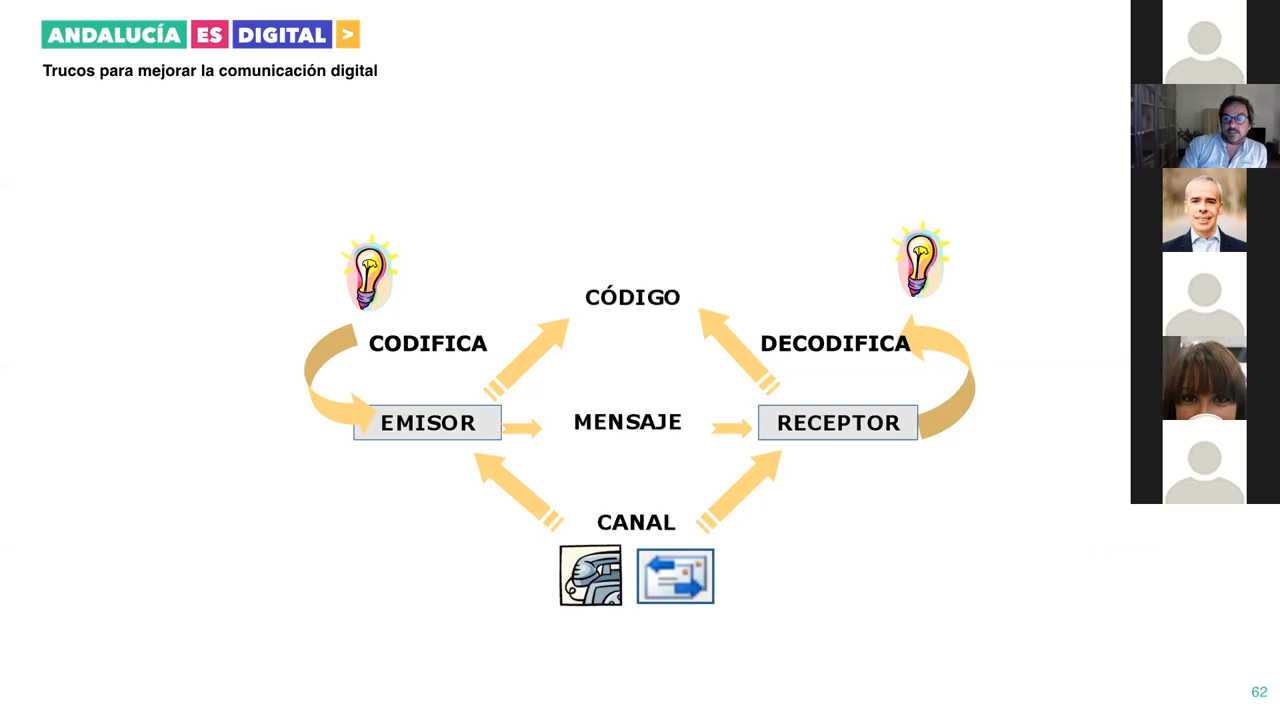 ANDALUCÍA ES DIGITAL >
Trucos para mejorar la comunicación digital
CÓDIGO
CODIFICA
DECODIFICA
EMISOR
MENSAJE
RECEPTOR
CANAL
62